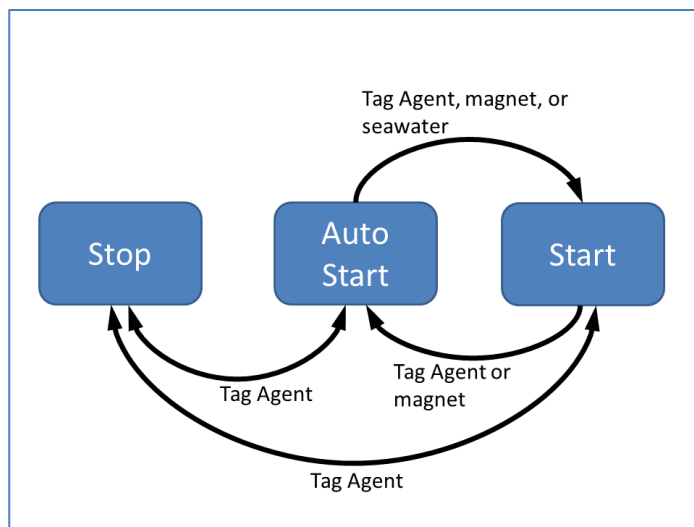 Tag Agent, magnet, or
seawater
Stop
Auto
Start
Start
Tag Agent
Tag Agent or
magnet
Tag Agent